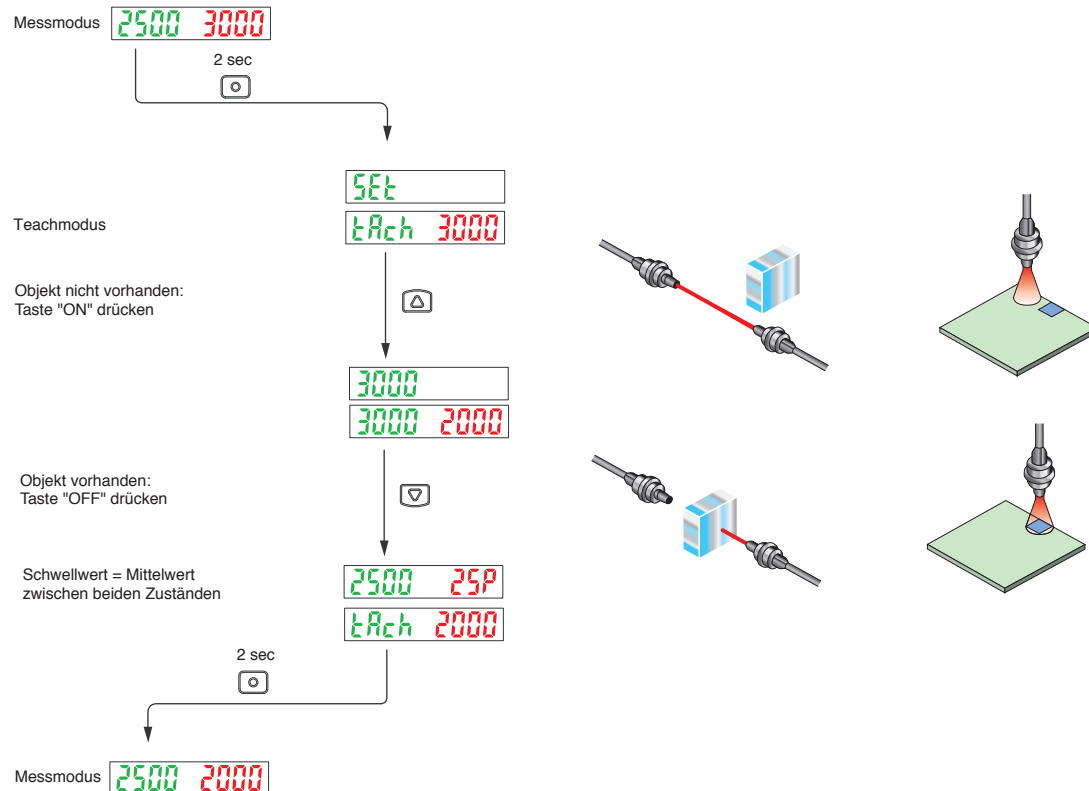 Messmodus 2500 3000
2 sec
SEt
Teachmodus tAch 3000
Objekt nicht vorhanden:
Taste "ON" drücken
3000
3000 2000
Objekt vorhanden:
Taste "OFF" drücken
Schwellwert = Mittelwert
zwischen beiden Zuständen
2500 2SP
tAch 2000
2 sec
Messmodus 2500 2000